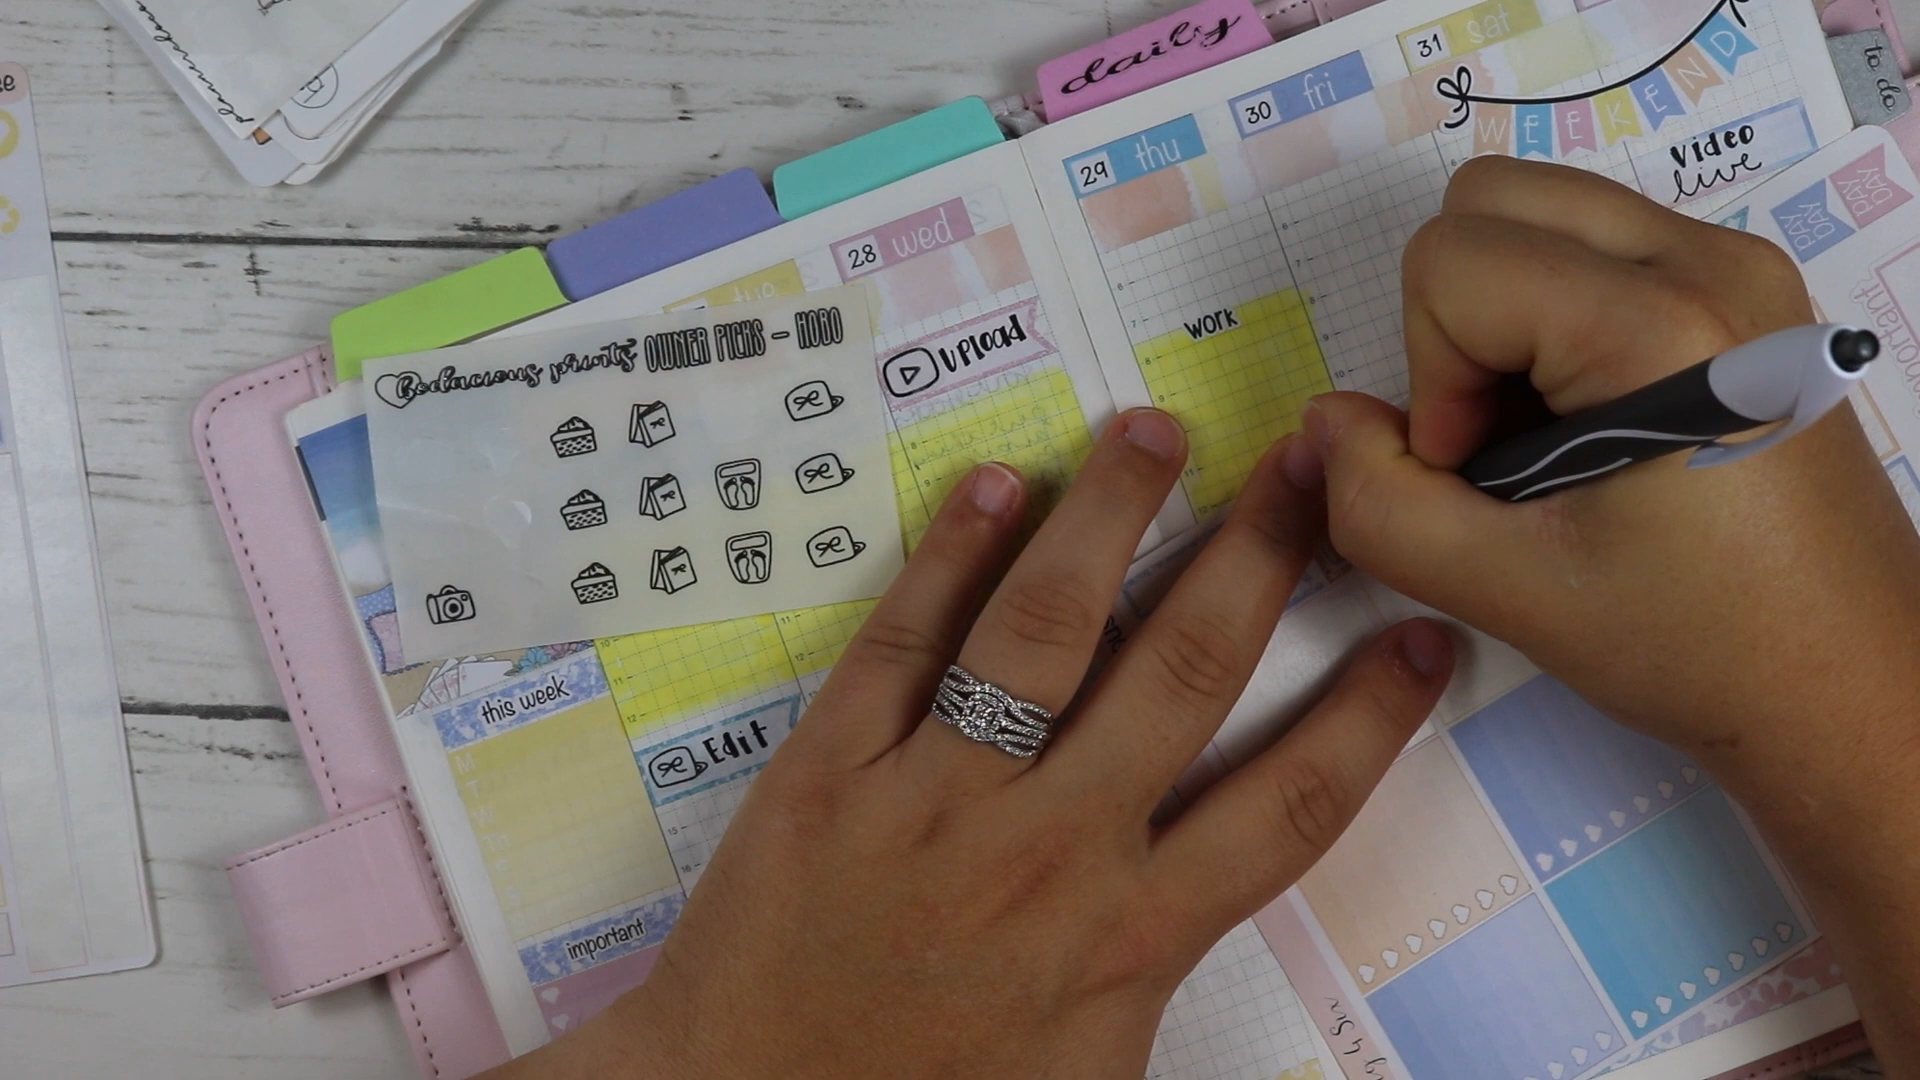 daily
to do
31 sat
30 fri
29 thu
28 wed
tue
WEEKEND
Video
live
PAY
DAY
PAY
DAY
work
Upload
Bodacious prints OWNER PICKS - HOBO
Edit
this week
M
T
W
important